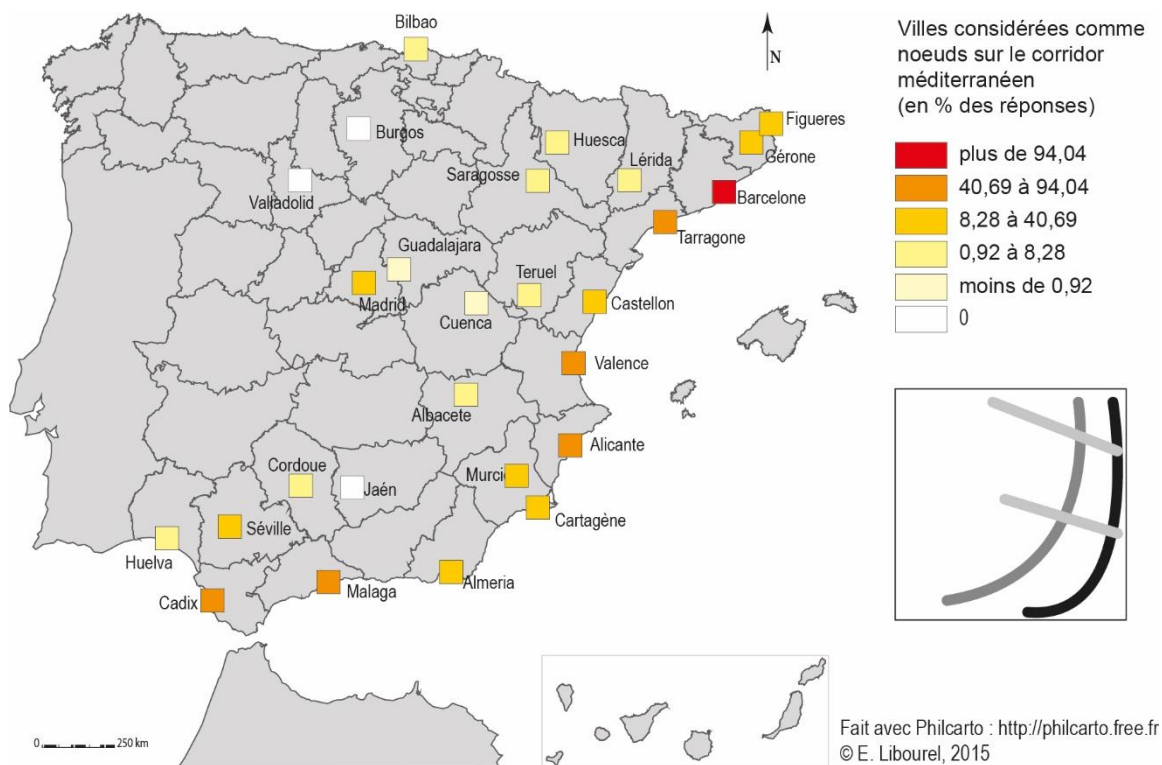 Bilbao
N
Burgos
Huesca
Figueres
Gérone
Lérida
Saragosse
Valladolid
Barcelone
Tarragone
Guadalajara
Teruel
Madrid
Cuenca
Castellon
Valence
Albacete
Alicante
Cordoue
Jaén
Murcie
Cartagène
Séville
Huelva
Almeria
Malaga
Cadix
0 250 km
Villes considérées comme
noeuds sur le corridor
méditerranéen
(en % des réponses)
plus de 94,04
40,69 à 94,04
8,28 à 40,69
0,92 à 8,28
moins de 0,92
0
Fait avec Philcarto : http://philcarto.free.fr
© E. Libourel, 2015